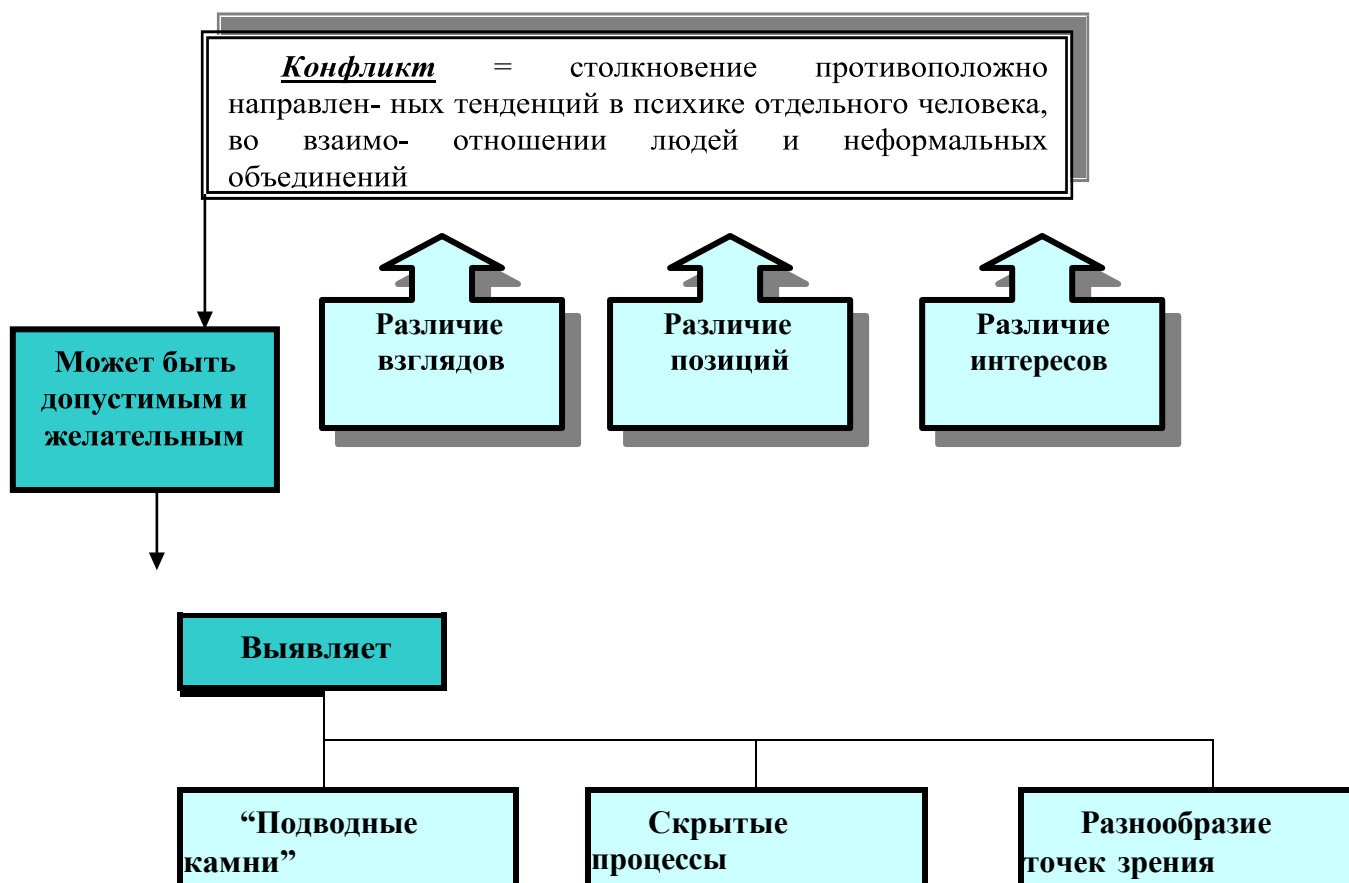 Конфликт = столкновение противоположно
направлен- ных тенденций в психике отдельного человека,
во взаимо- отношении людей и неформальных
объединений
Различие
взглядов
Различие
позиций
Различие
интересов
Может быть
допустимым и
желательным
Выявляет
“Подводные
камни”
Скрытые
процессы
Разнообразие
точек зрения